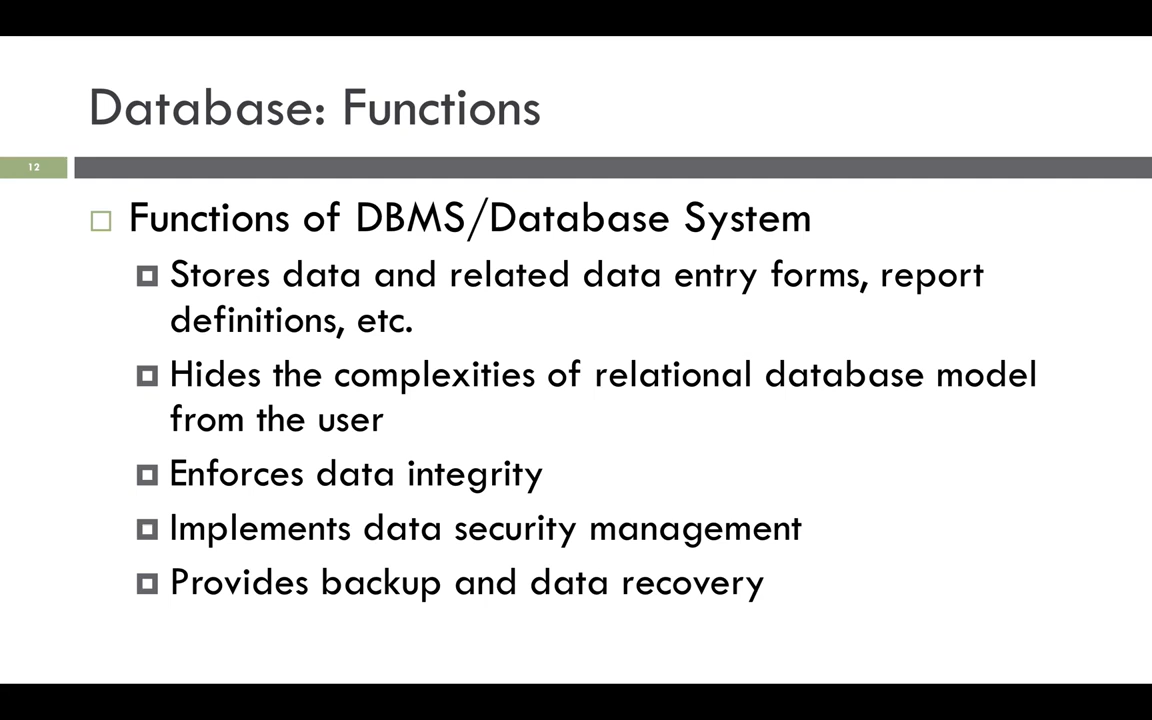 Database: Functions
12
Functions of DBMS/Database System
Stores data and related data entry forms, report
definitions, etc.
Hides the complexities of relational database model
from the user
Enforces data integrity
Implements data security management
Provides backup and data recovery